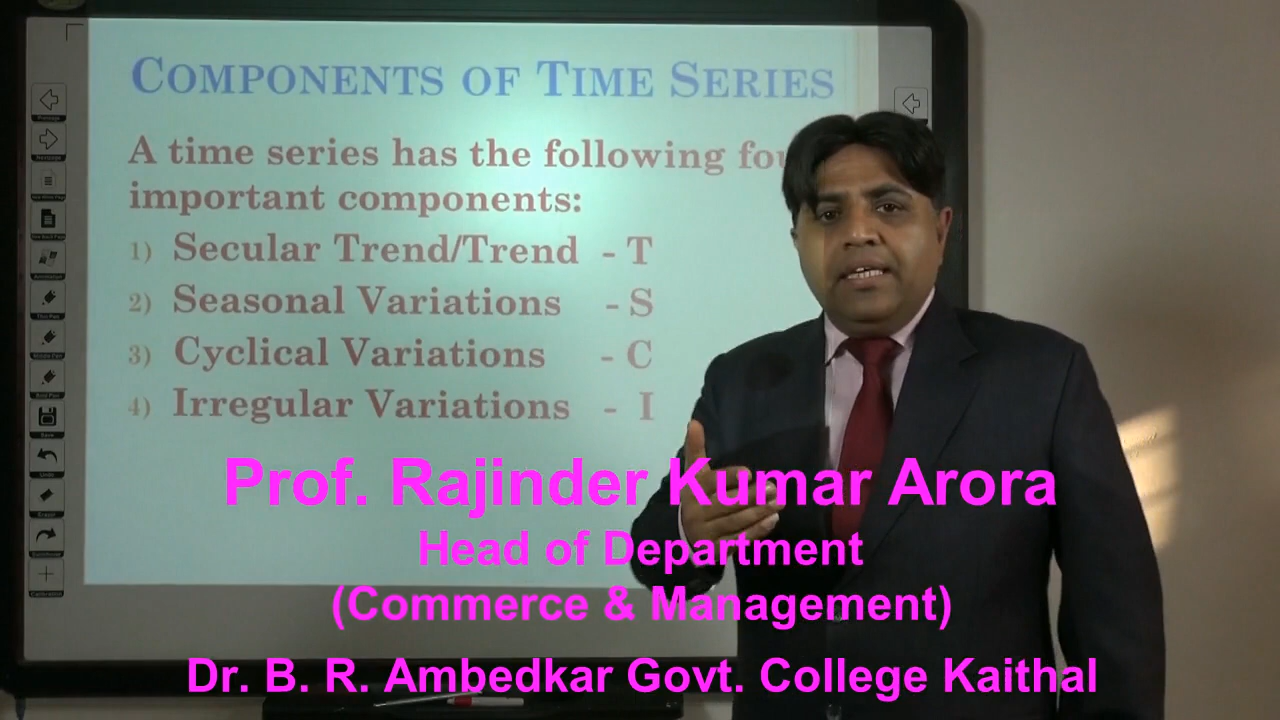 COMPONENTS OF TIME SERIES
A time series has the following fou
important components:
1) Secular Trend/Trend - T
2) Seasonal Variations - S
3) Cyclical Variations - C
4) Irregular Variations - I
Prof. Rajinder Kumar Arora
Head of Department
(Commerce & Management)
Dr. B. R. Ambedkar Govt. College Kaithal